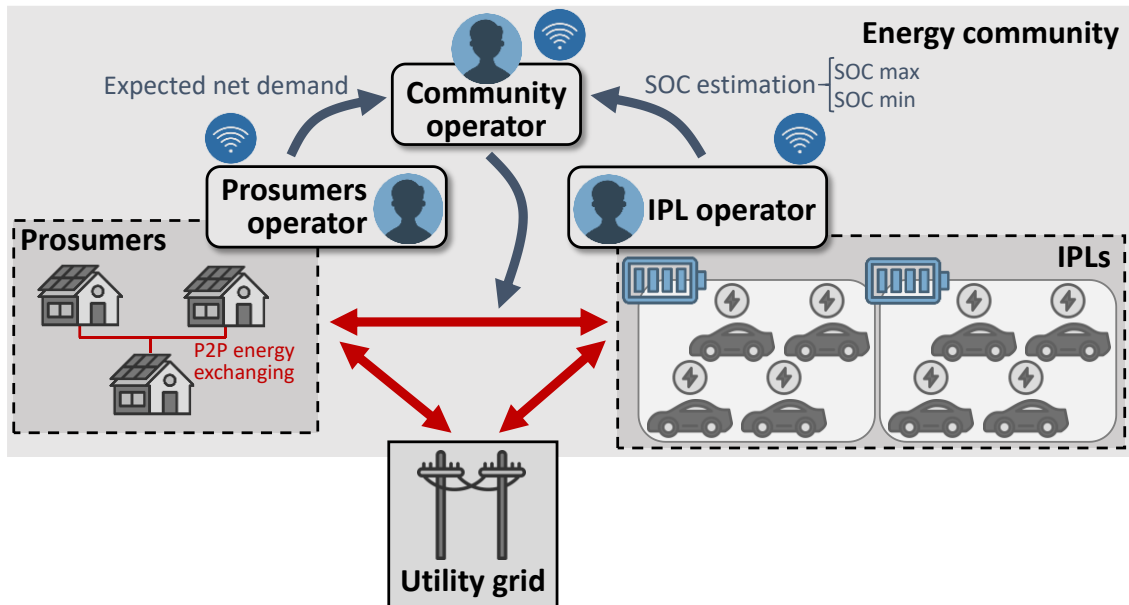 Energy community
Expected net demand
Community
operator
SOC estimation
SOC max
SOC min
Prosumers
operator
IPL operator
Prosumers
IPLs
P2P energy
exchanging
Utility grid